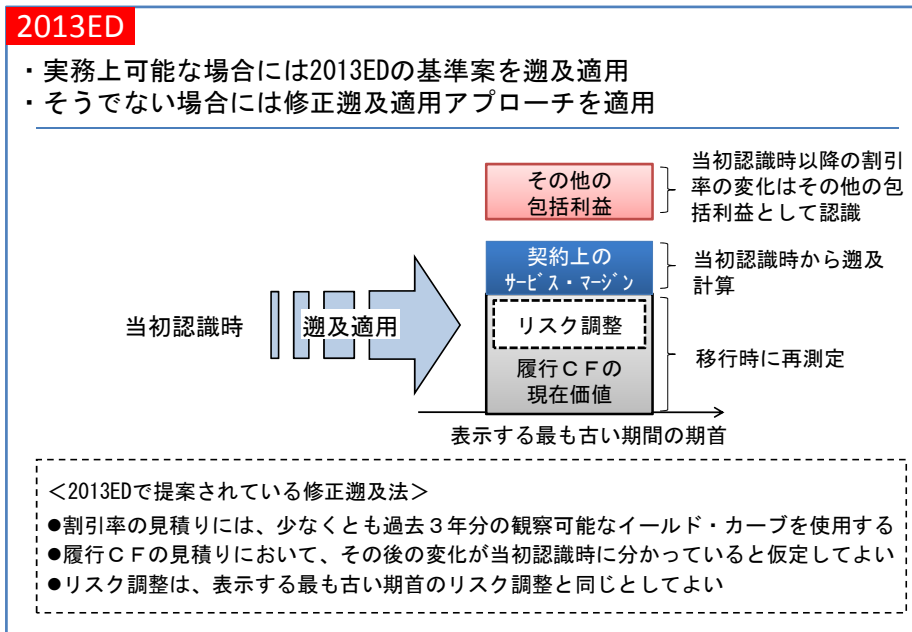 2013ED
・実務上可能な場合には2013EDの基準案を遡及適用
・そうでない場合には修正遡及適用アプローチを適用
その他の
包括利益
当初認識時以降の割引
率の変化はその他の包
括利益として認識
契約上の
ｻｰﾋﾞｽ・ﾏｰｼﾞﾝ
当初認識時から遡及
計算
当初認識時
遡及適用
リスク調整
履行ＣＦの
現在価値
移行時に再測定
表示する最も古い期間の期首
＜2013EDで提案されている修正遡及法＞
●割引率の見積りには、少なくとも過去３年分の観察可能なイールド・カーブを使用する
●履行ＣＦの見積りにおいて、その後の変化が当初認識時に分かっていると仮定してよい
●リスク調整は、表示する最も古い期首のリスク調整と同じとしてよい